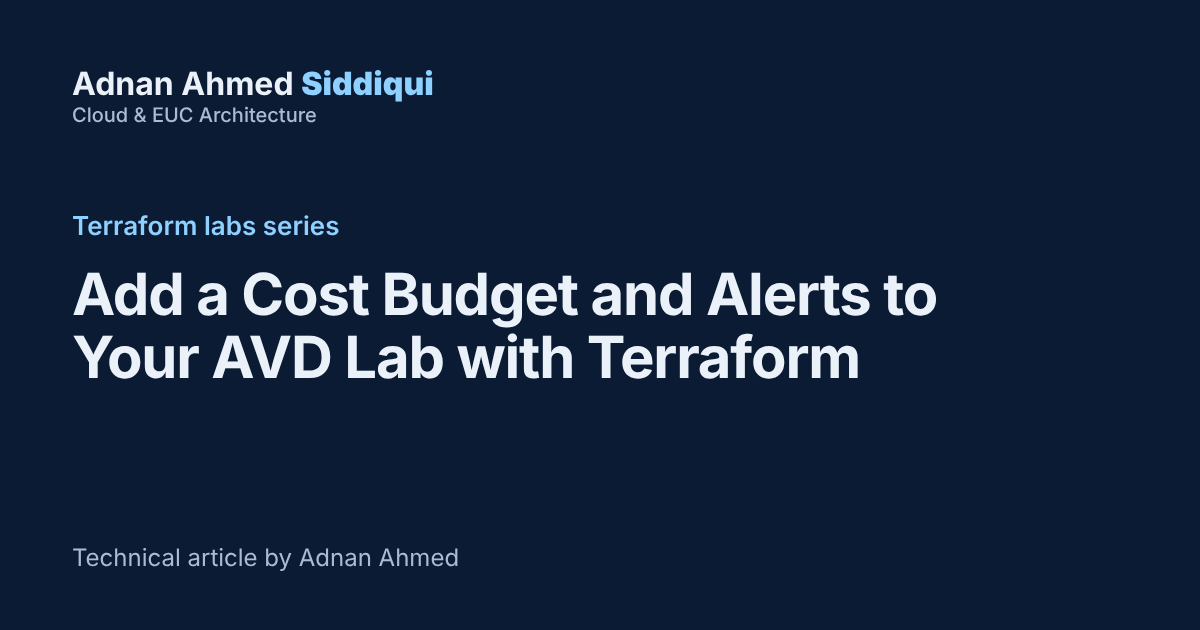 Adnan Ahmed Siddiqui
Cloud & EUC Architecture
Terraform labs series
Add a Cost Budget and Alerts to
Your AVD Lab with Terraform
Technical article by Adnan Ahmed